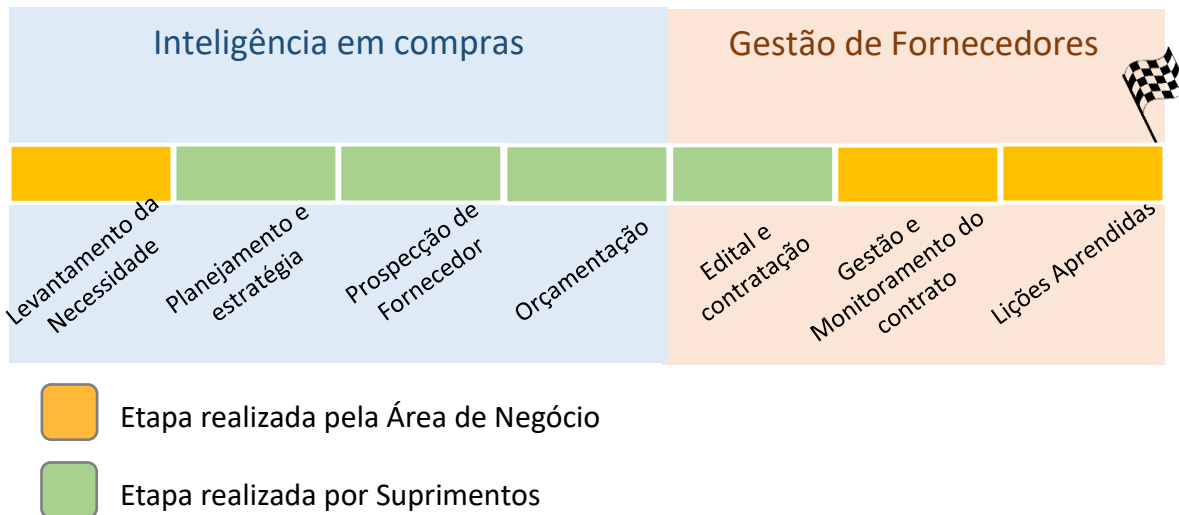 Inteligência em compras
Gestão de Fornecedores
Levantamento da
Necessidade
Planejamento e
estratégia
Prospecção de
Fornecedor
Orçamentação
Edital e
contratação
Gestão e
Monitoramento do
contrato
Lições Aprendidas
Etapa realizada pela Área de Negócio
Etapa realizada por Suprimentos